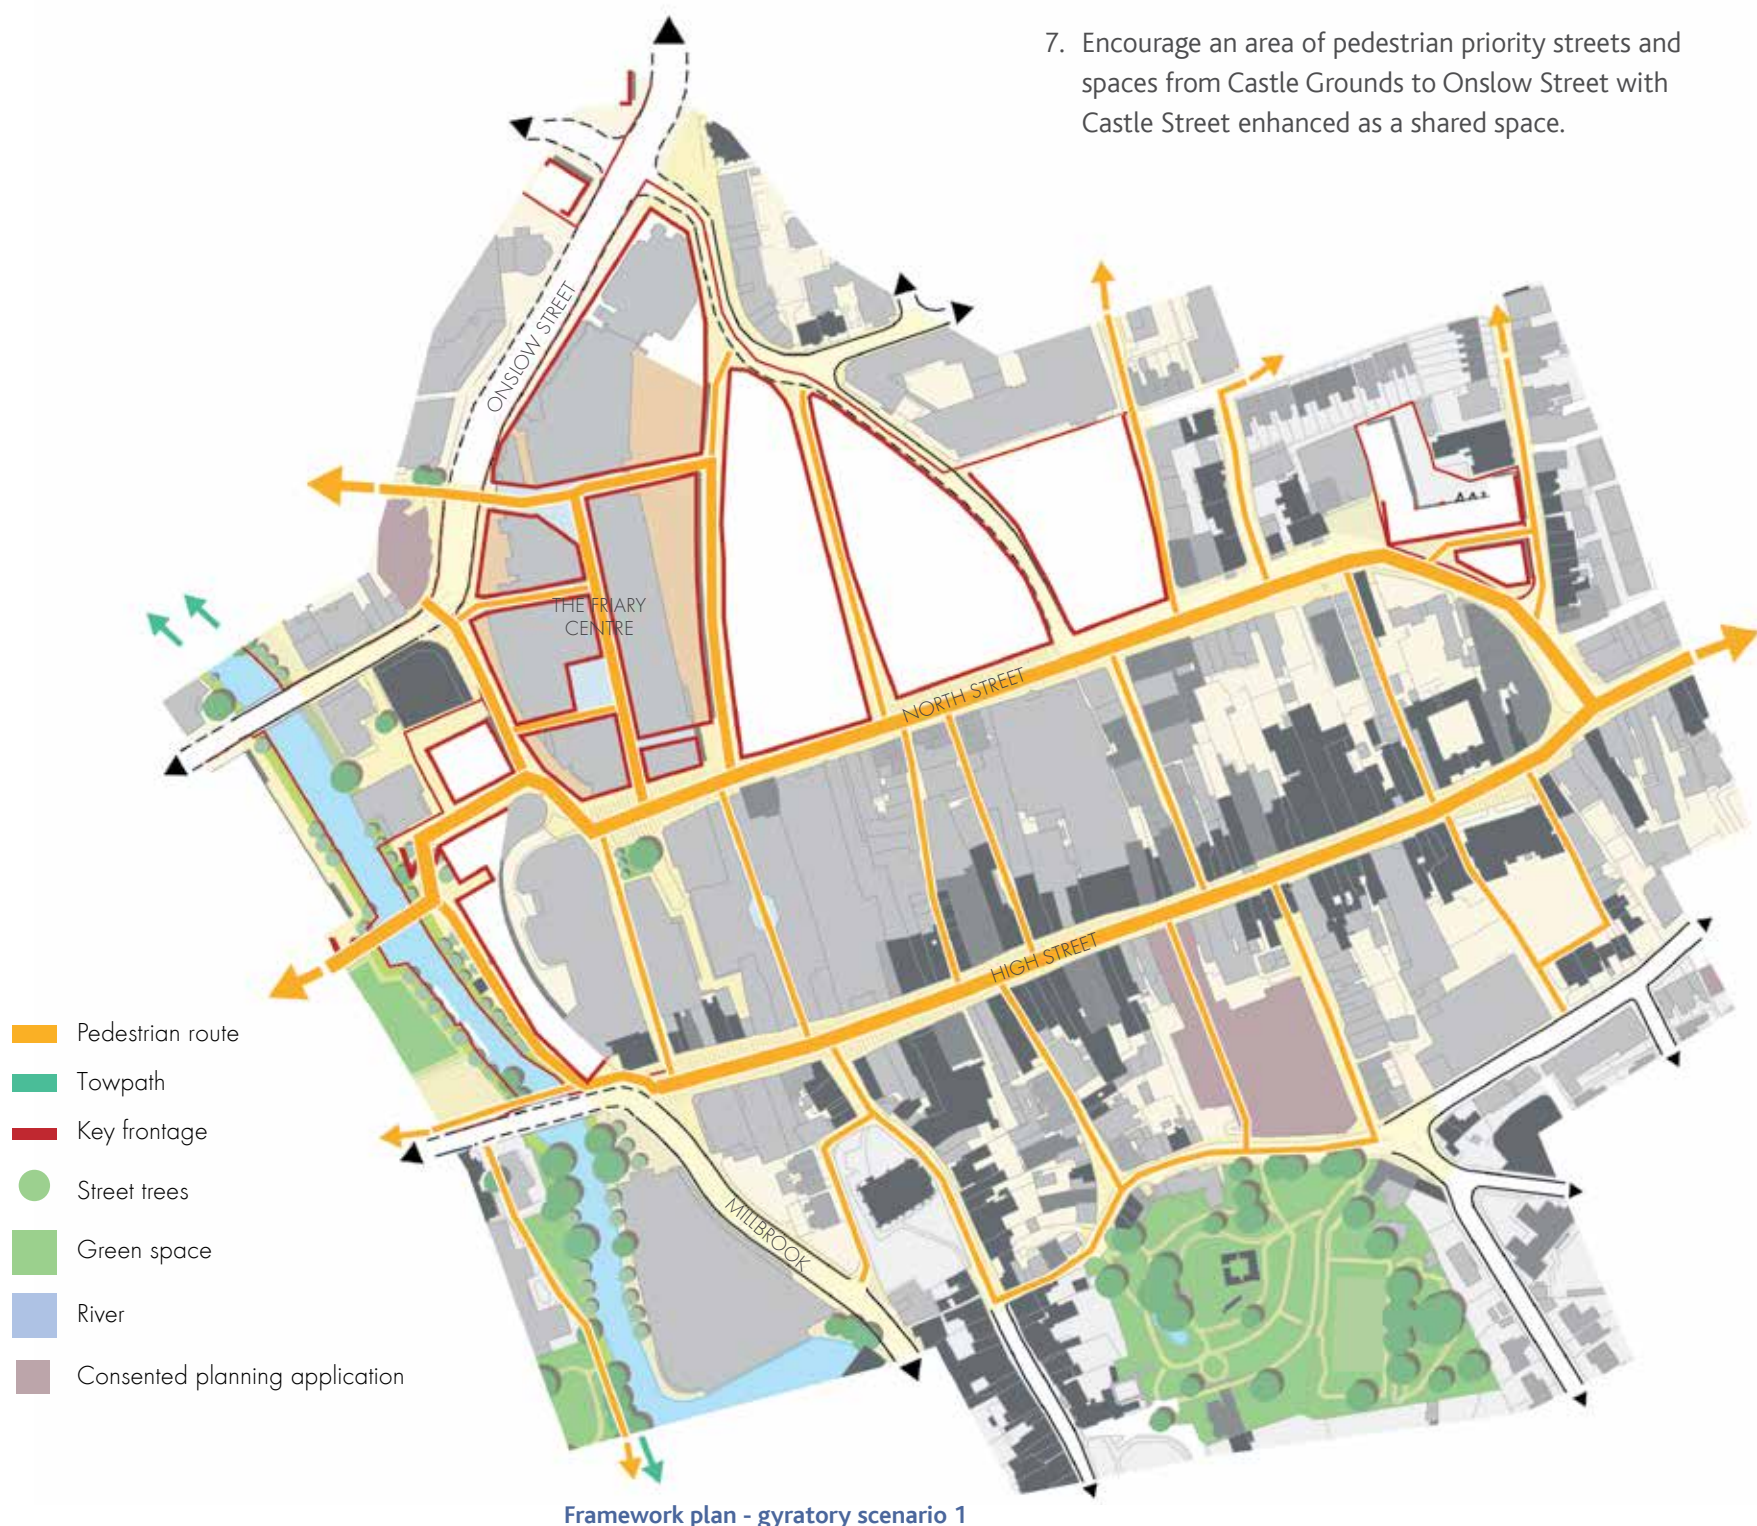 7. Encourage an area of pedestrian priority streets and
spaces from Castle Grounds to Onslow Street with
Castle Street enhanced as a shared space.
ONSLOW STREET
THE FRIARY
CENTRE
NORTH STREET
HIGH STREET
MILLBROOK
Pedestrian route
Towpath
Key frontage
Street trees
Green space
River
Consented planning application
Framework plan - gyratory scenario 1